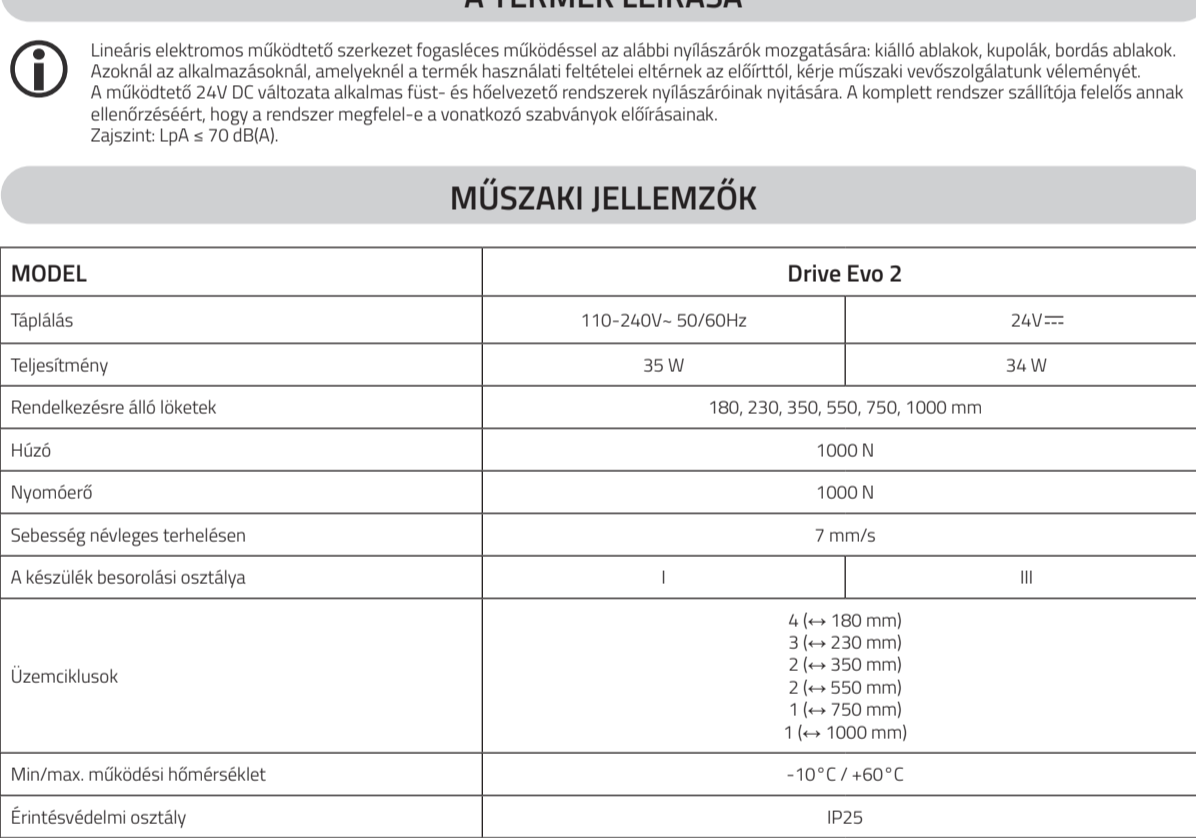 A TERMÉK LEÍRÁSA
Lineáris elektromos működtető szerkezet fogasléces működéssel az alábbi nyílászárók mozgatására: kiálló ablakok, kupolák, bordás ablakok.
Azoknál az alkalmazásoknál, amelyeknél a termék használati feltételei eltérnek az előírttól, kérje műszaki vevőszolgálatunk véleményét.
A működtető 24V DC változata alkalmas füst- és hőelvezető rendszerek nyílászáróinak nyitására. A komplett rendszer szállítója felelős annak
ellenőrzéséért, hogy a rendszer megfelel-e a vonatkozó szabványok előírásainak.
Zajszint: LpA ≤ 70 dB(A).
MŰSZAKI JELLEMZŐK
MODEL Drive Evo 2
Táplálás 110-240V~ 50/60Hz 24V⎓
Teljesítmény 35 W 34 W
Rendelkezésre álló löketek 180, 230, 350, 550, 750, 1000 mm
Húzó 1000 N
Nyomóerő 1000 N
Sebesség névleges terhelésen 7 mm/s
A készülék besorolási osztálya I III
Üzemciklusok
4 (↔ 180 mm)
3 (↔ 230 mm)
2 (↔ 350 mm)
2 (↔ 550 mm)
1 (↔ 750 mm)
1 (↔ 1000 mm)
Min/max. működési hőmérséklet -10°C / +60°C
Érintésvédelmi osztály IP25